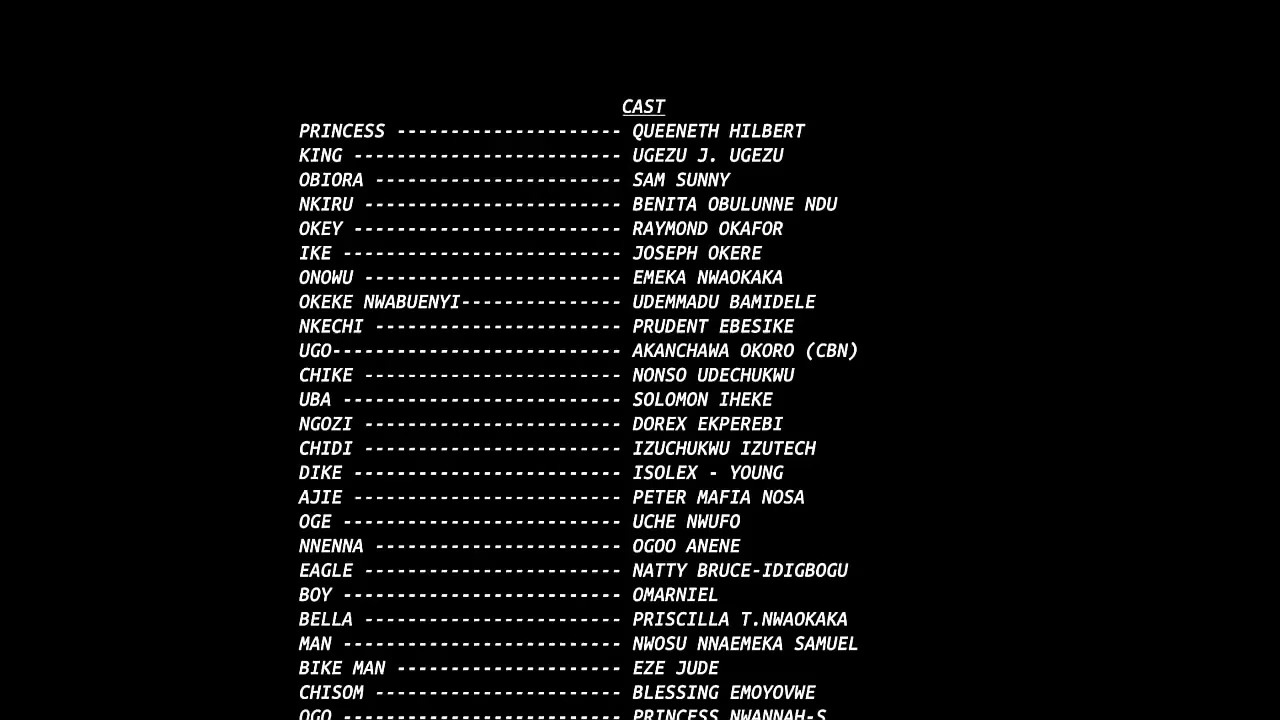 CAST
PRINCESS --------------------- QUEENETH HILBERT
KING ------------------------- UGEZU J. UGEZU
OBIORA ----------------------- SAM SUNNY
NKIRU ------------------------ BENITA OBULUNNE NDU
OKEY ------------------------- RAYMOND OKAFOR
IKE -------------------------- JOSEPH OKERE
ONOWU ------------------------ EMEKA NWAOKAKA
OKEKE NWABUENYI--------------- UDEMMADU BAMIDELE
NKECHI ----------------------- PRUDENT EBESIKE
UGO--------------------------- AKANCHAWA OKORO (CBN)
CHIKE ------------------------ NONSO UDECHUKWU
UBA -------------------------- SOLOMON IHEKE
NGOZI ------------------------ DOREX EKPEREBI
CHIDI ------------------------ IZUCHUKWU IZUTECH
DIKE ------------------------- ISOLEX - YOUNG
AJIE ------------------------- PETER MAFIA NOSA
OGE -------------------------- UCHE NWUFO
NNENNA ----------------------- OGOO ANENE
EAGLE ------------------------ NATTY BRUCE-IDIGBOGU
BOY -------------------------- OMARNIEL
BELLA ------------------------ PRISCILLA T.NWAOKAKA
MAN -------------------------- NWOSU NNAEMEKA SAMUEL
BIKE MAN --------------------- EZE JUDE
CHISOM ----------------------- BLESSING EMOYOVWE
OGO -------------------------- PRINCESS NWANNAH-S